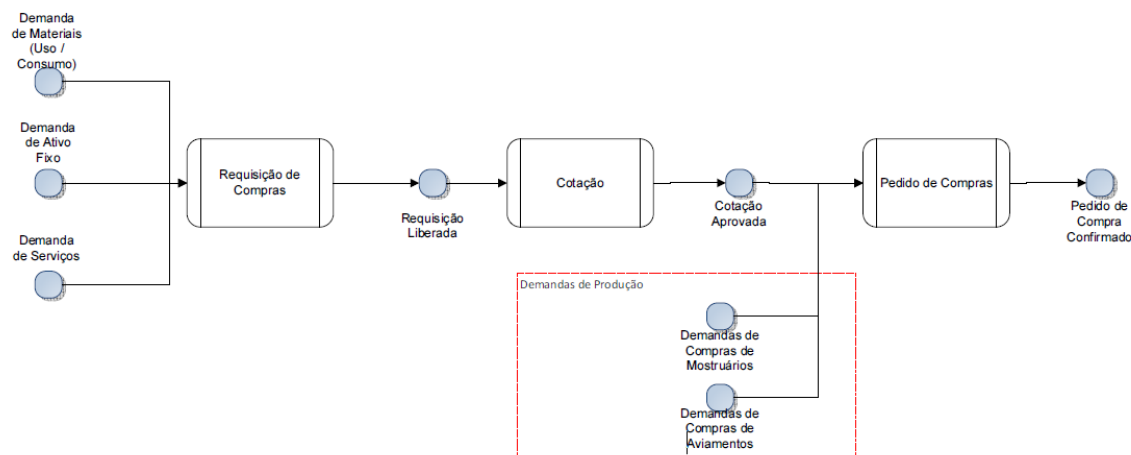 Demanda
de Materiais
(Uso /
Consumo)
Demanda
de Ativo
Fixo
Demanda
de Serviços
Requisição de
Compras
Requisição
Liberada
Cotação
Cotação
Aprovada
Pedido de Compras
Pedido de
Compra
Confirmado
Demandas de Produção
Demandas de
Compras de
Mostruários
Demandas de
Compras de
Aviamentos